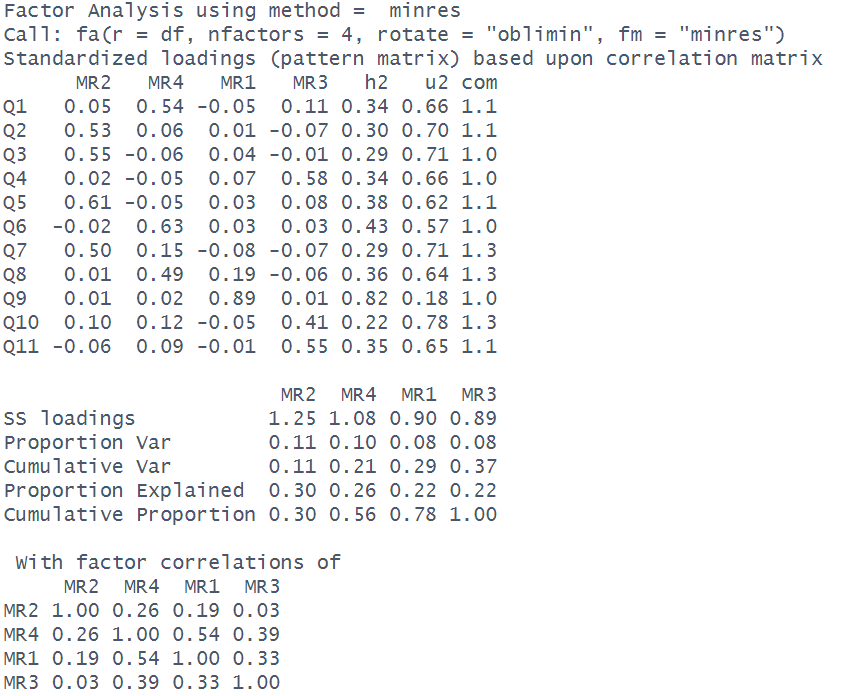 Factor Analysis using method =  minres
Call: fa(r = df, nfactors = 4, rotate = "oblimin", fm = "minres")
Standardized loadings (pattern matrix) based upon correlation matrix
      MR2   MR4   MR1   MR3   h2   u2 com
Q1   0.05  0.54 -0.05  0.11 0.34 0.66 1.1
Q2   0.53  0.06  0.01 -0.07 0.30 0.70 1.1
Q3   0.55 -0.06  0.04 -0.01 0.29 0.71 1.0
Q4   0.02 -0.05  0.07  0.58 0.34 0.66 1.0
Q5   0.61 -0.05  0.03  0.08 0.38 0.62 1.1
Q6  -0.02  0.63  0.03  0.03 0.43 0.57 1.0
Q7   0.50  0.15 -0.08 -0.07 0.29 0.71 1.3
Q8   0.01  0.49  0.19 -0.06 0.36 0.64 1.3
Q9   0.01  0.02  0.89  0.01 0.82 0.18 1.0
Q10  0.10  0.12 -0.05  0.41 0.22 0.78 1.3
Q11 -0.06  0.09 -0.01  0.55 0.35 0.65 1.1

                       MR2  MR4  MR1  MR3
SS loadings           1.25 1.08 0.90 0.89
Proportion Var        0.11 0.10 0.08 0.08
Cumulative Var        0.11 0.21 0.29 0.37
Proportion Explained  0.30 0.26 0.22 0.22
Cumulative Proportion 0.30 0.56 0.78 1.00

 With factor correlations of
     MR2  MR4  MR1  MR3
MR2 1.00 0.26 0.19 0.03
MR4 0.26 1.00 0.54 0.39
MR1 0.19 0.54 1.00 0.33
MR3 0.03 0.39 0.33 1.00